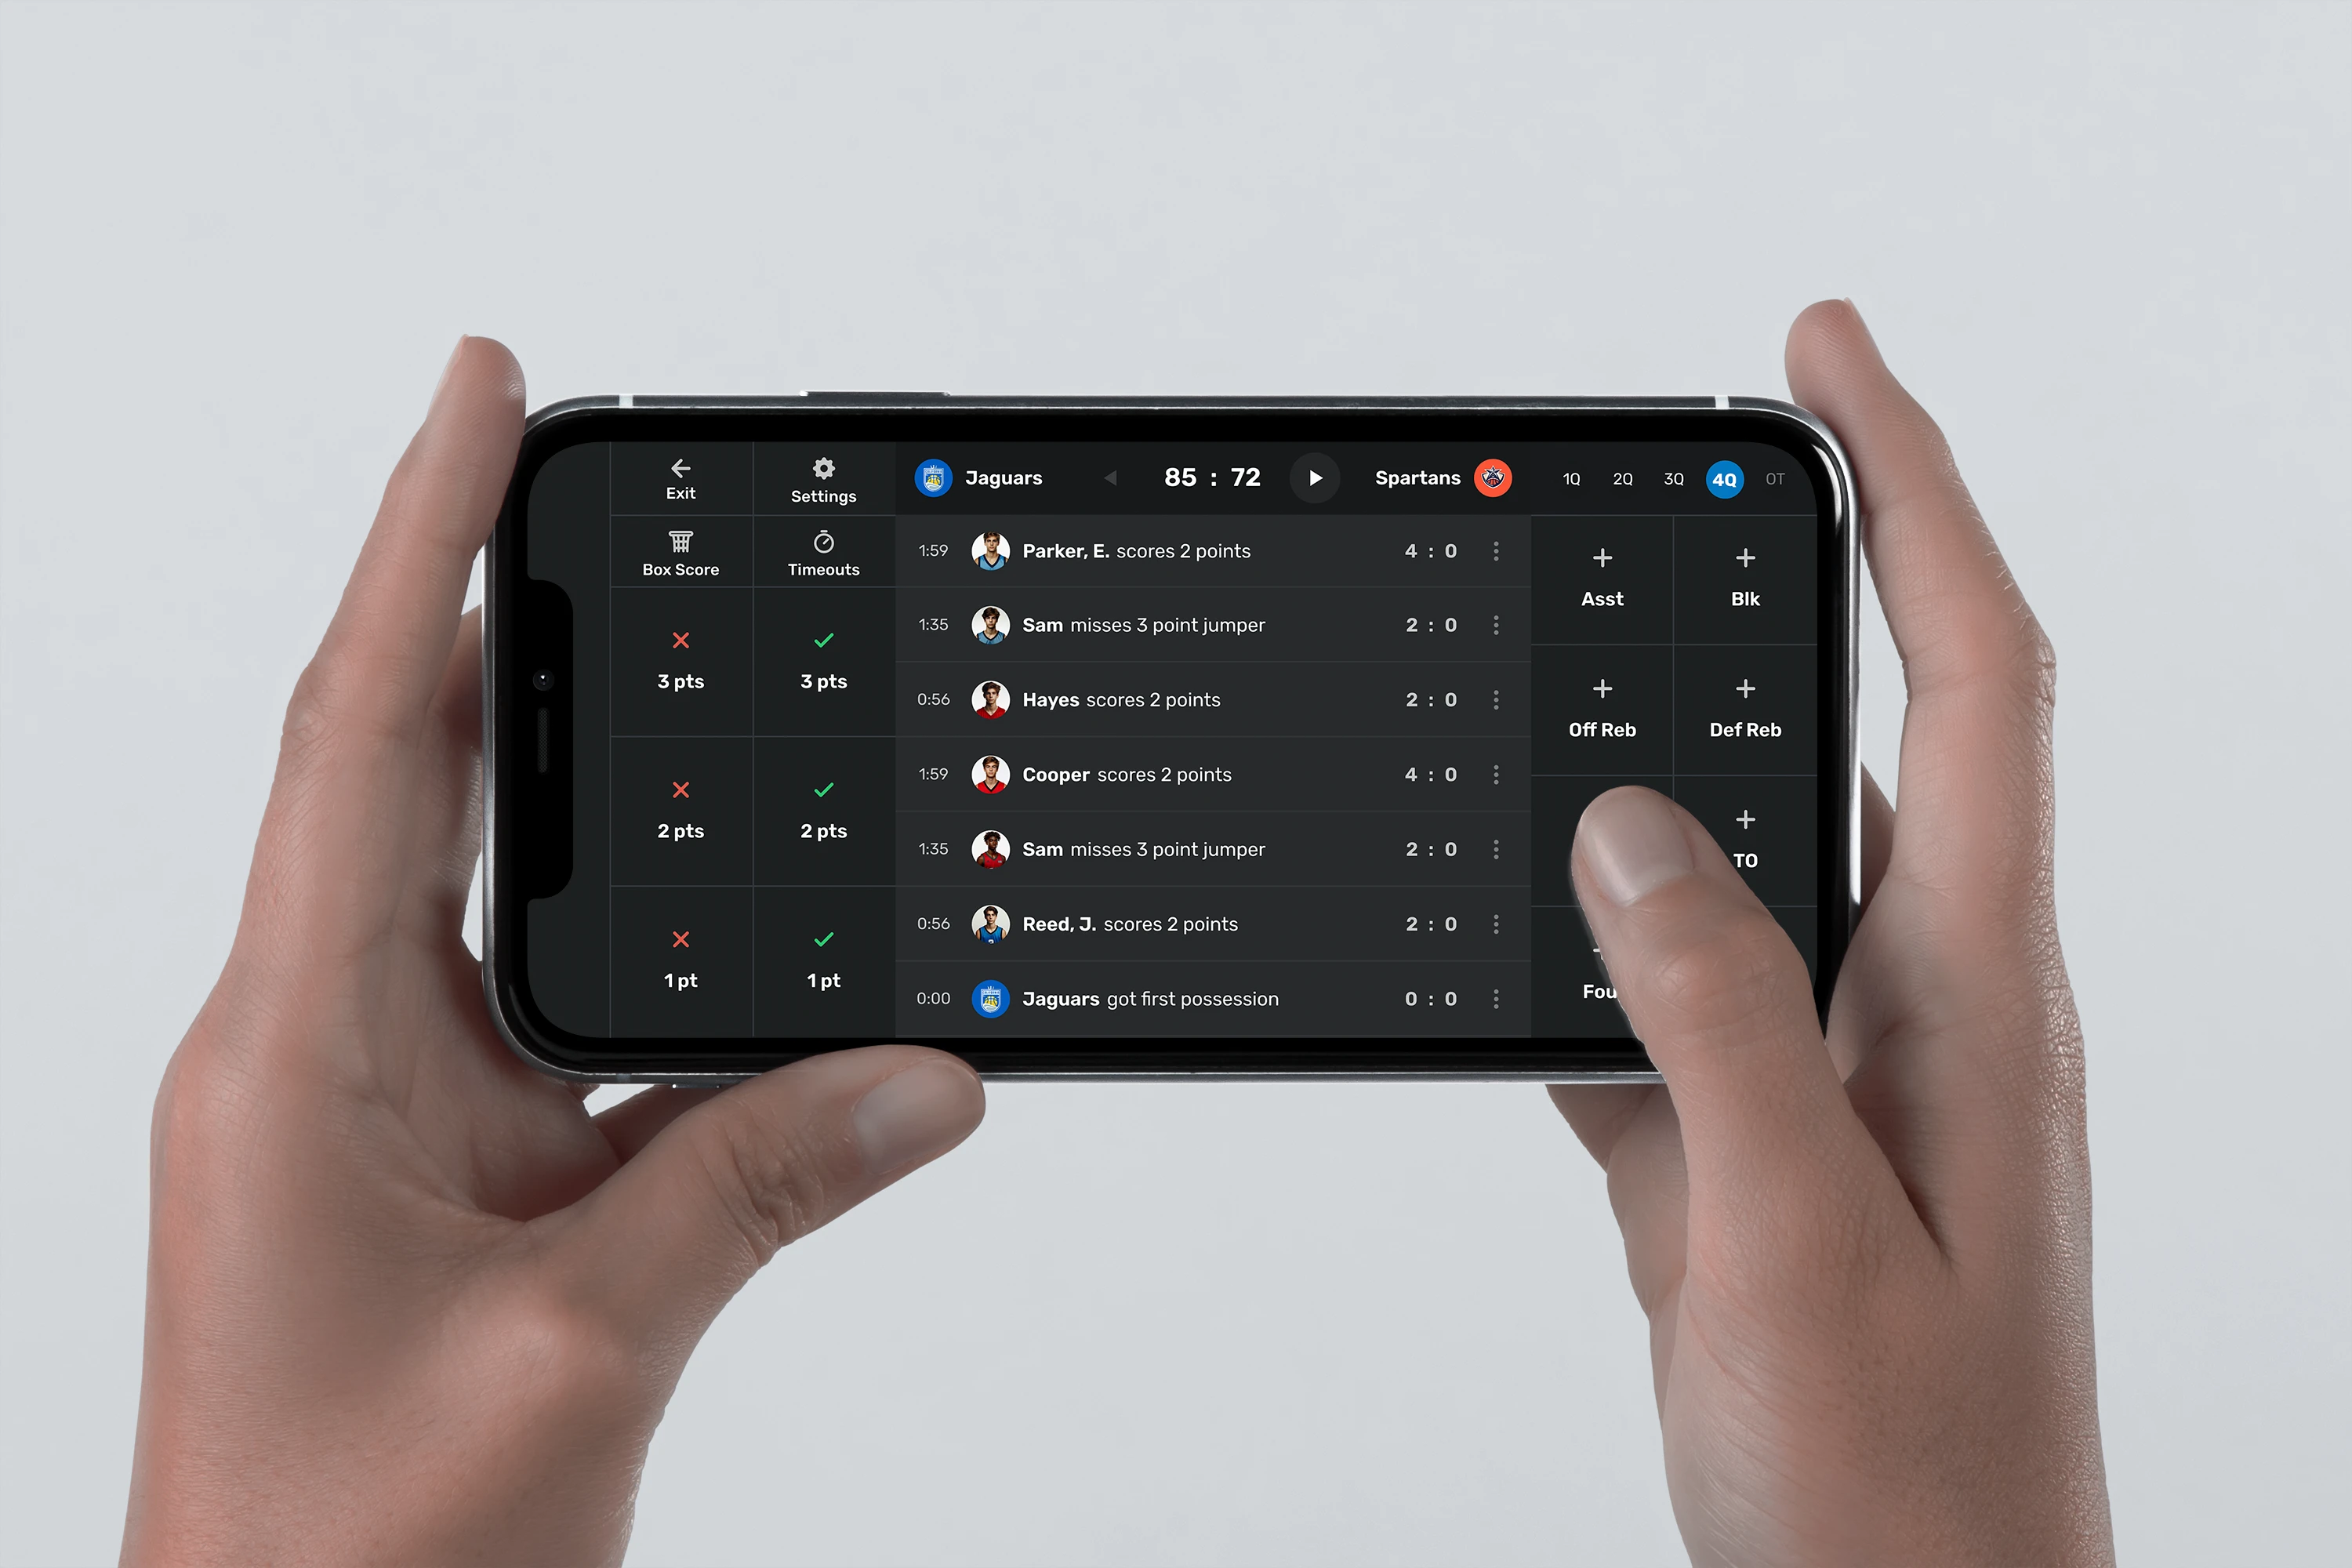 Exit
Settings
Box Score
Timeouts
3 pts
3 pts
2 pts
2 pts
1 pt
1 pt
Jaguars 85 : 72 Spartans
1:59 Parker, E. scores 2 points 4 : 0
1:35 Sam misses 3 point jumper 2 : 0
0:56 Hayes scores 2 points 2 : 0
1:59 Cooper scores 2 points 4 : 0
1:35 Sam misses 3 point jumper 2 : 0
0:56 Reed, J. scores 2 points 2 : 0
0:00 Jaguars got first possession 0 : 0
1Q 2Q 3Q 4Q OT
Asst
Blk
Off Reb
Def Reb
TO
Fou